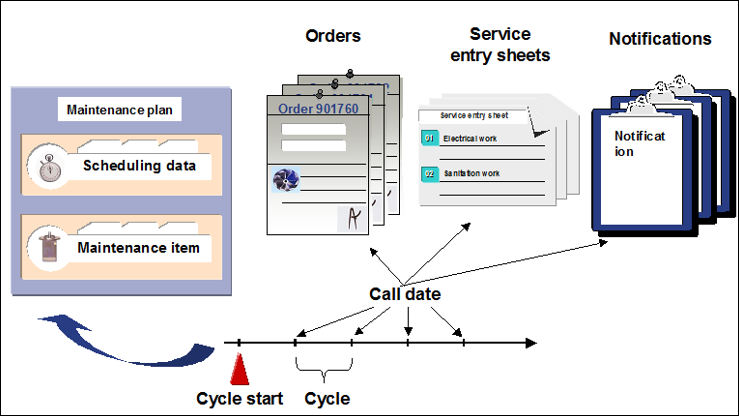 Orders
Service
entry sheets
Notifications
Maintenance plan
Scheduling data
Maintenance item
Order 901760
Service entry sheet
01 Electrical work
02 Sanitation work
Notificat
ion
Call date
Cycle start
Cycle